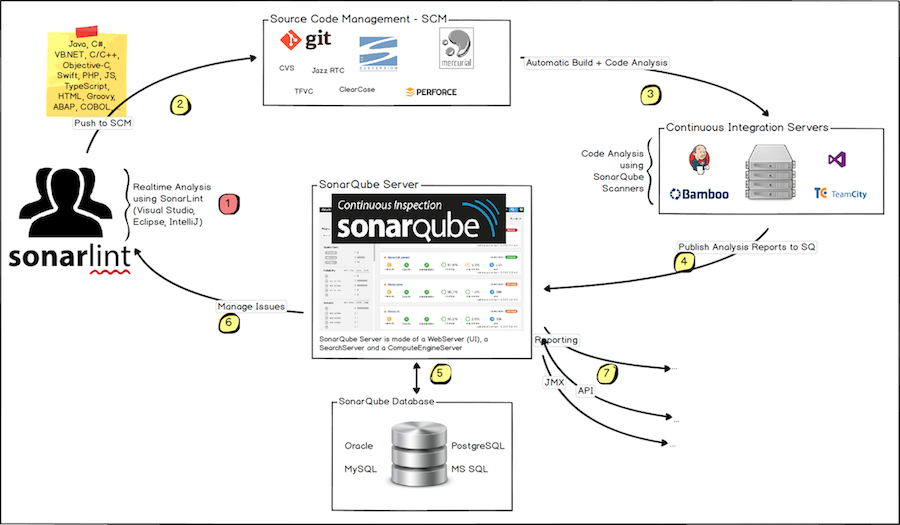 Source Code Management - SCM
git
SUBVERSION
mercurial
CVS
Jazz RTC
TFVC
ClearCase
PERFORCE
Java, C#,
VB.NET, C/C++,
Objective-C,
Swift, PHP, JS,
TypeScript,
HTML, Groovy,
ABAP, COBOL...
2
Push to SCM
Automatic Build + Code Analysis
3
Continuous Integration Servers
Code Analysis
using
SonarQube
Scanners
Bamboo
TC TeamCity
Realtime Analysis
using SonarLint
(Visual Studio,
Eclipse, IntelliJ)
1
sonarlint
SonarQube Server
Continuous Inspection
sonarqube
SonarQube Server is made of a WebServer (UI), a
SearchServer and a ComputeEngineServer
Publish Analysis Reports to SQ
4
Manage Issues
6
Reporting
7
JMX
API
...
...
...
5
SonarQube Database
Oracle
PostgreSQL
MySQL
MS SQL